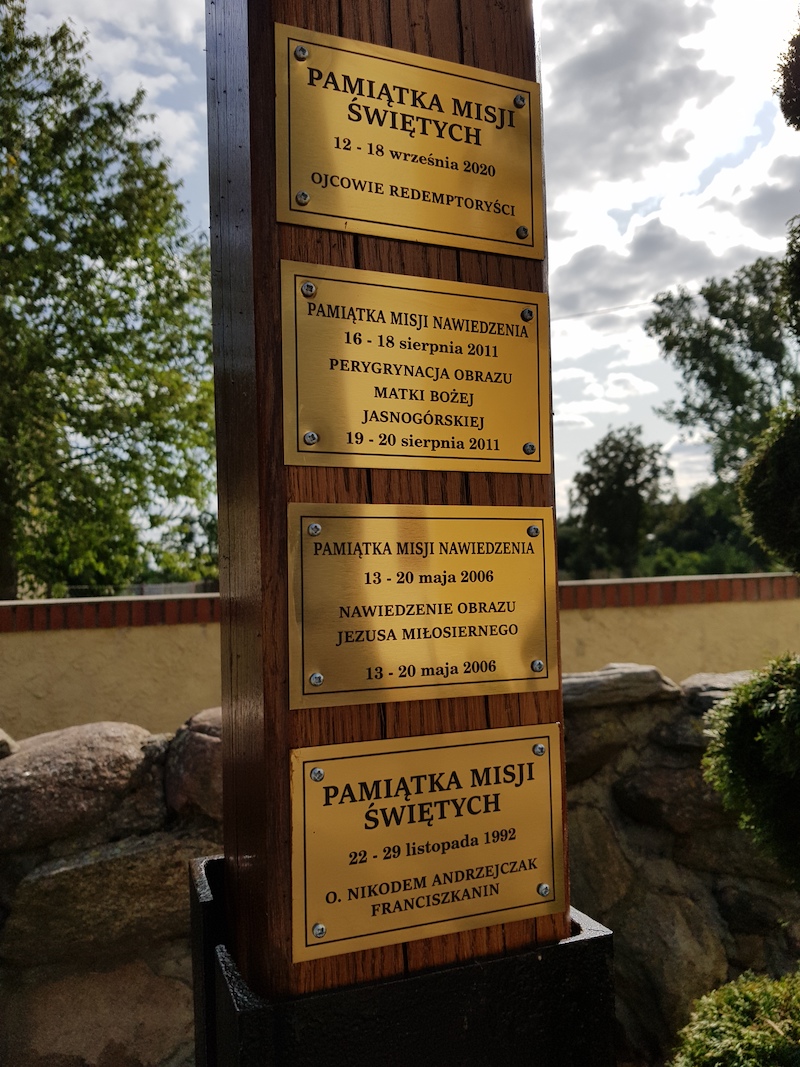 PAMIĄTKA MISJI
ŚWIĘTYCH
12 - 18 września 2020
OJCOWIE REDEMPTORYŚCI
PAMIĄTKA MISJI NAWIEDZENIA
16 - 18 sierpnia 2011
PERYGRYNACJA OBRAZU
MATKI BOŻEJ
JASNOGÓRSKIEJ
19 - 20 sierpnia 2011
PAMIĄTKA MISJI NAWIEDZENIA
13 - 20 maja 2006
NAWIEDZENIE OBRAZU
JEZUSA MIŁOSIERNEGO
13 - 20 maja 2006
PAMIĄTKA MISJI
ŚWIĘTYCH
22 - 29 listopada 1992
O. NIKODEM ANDRZEJCZAK
FRANCISZKANIN